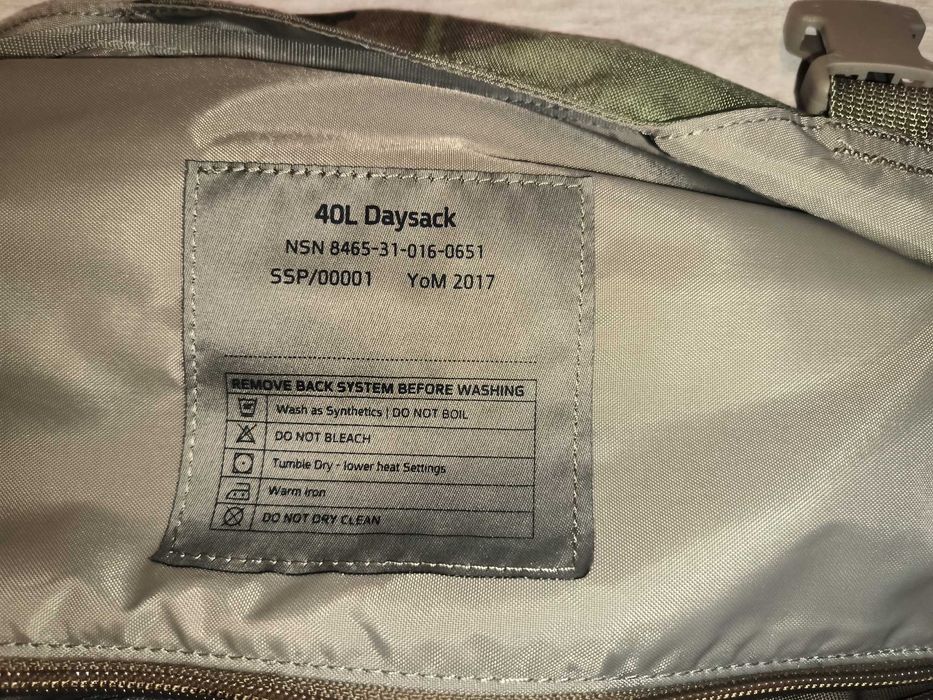 40L Daysack
NSN 8465-31-016-0651
SSP/00001 YoM 2017
REMOVE BACK SYSTEM BEFORE WASHING
Wash as Synthetics | DO NOT BOIL
DO NOT BLEACH
Tumble Dry - lower heat Settings
Warm iron
DO NOT DRY CLEAN